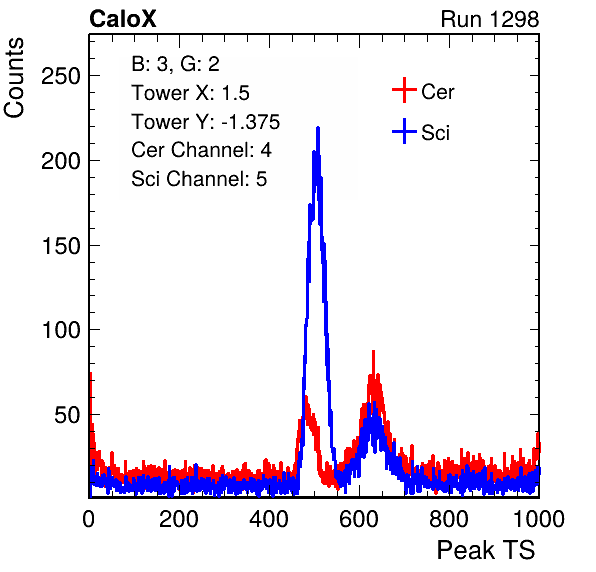 CaloX Run 1298
Counts
B: 3, G: 2
Tower X: 1.5
Tower Y: -1.375
Cer Channel: 4
Sci Channel: 5
Cer
Sci
250
200
150
100
50
0 200 400 600 800 1000
Peak TS